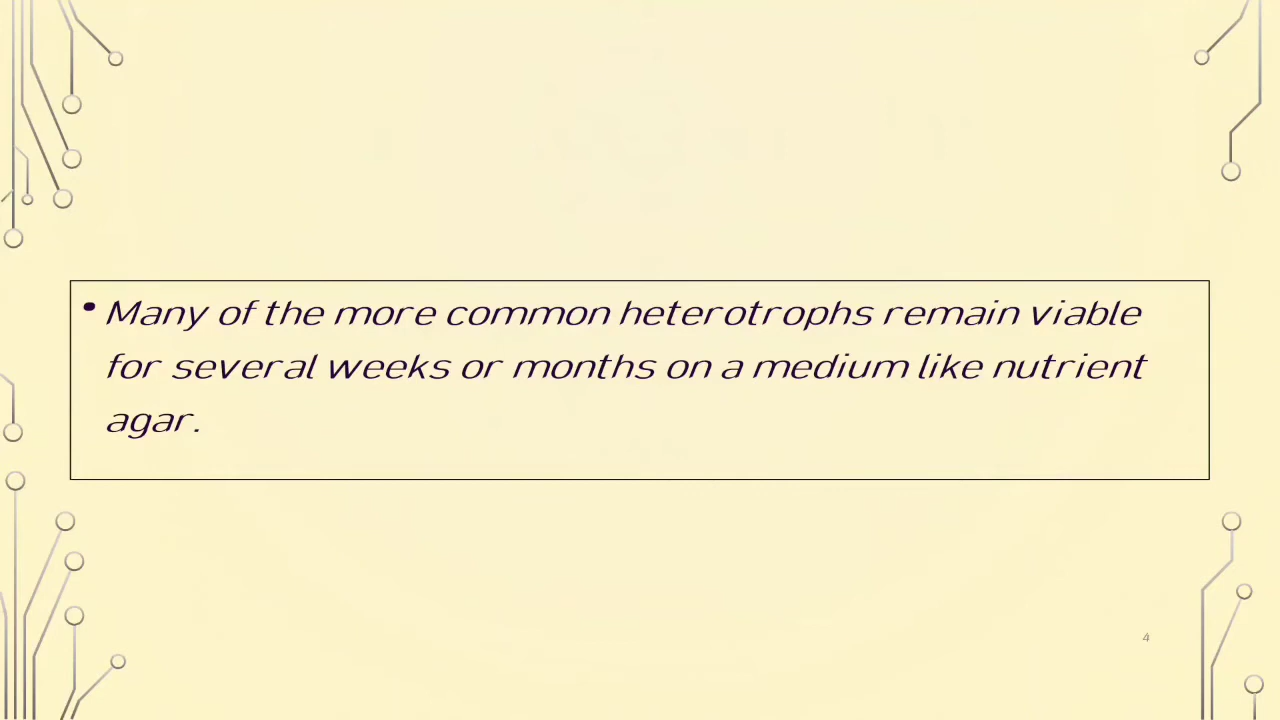 • Many of the more common heterotrophs remain viable
for several weeks or months on a medium like nutrient
agar.
4